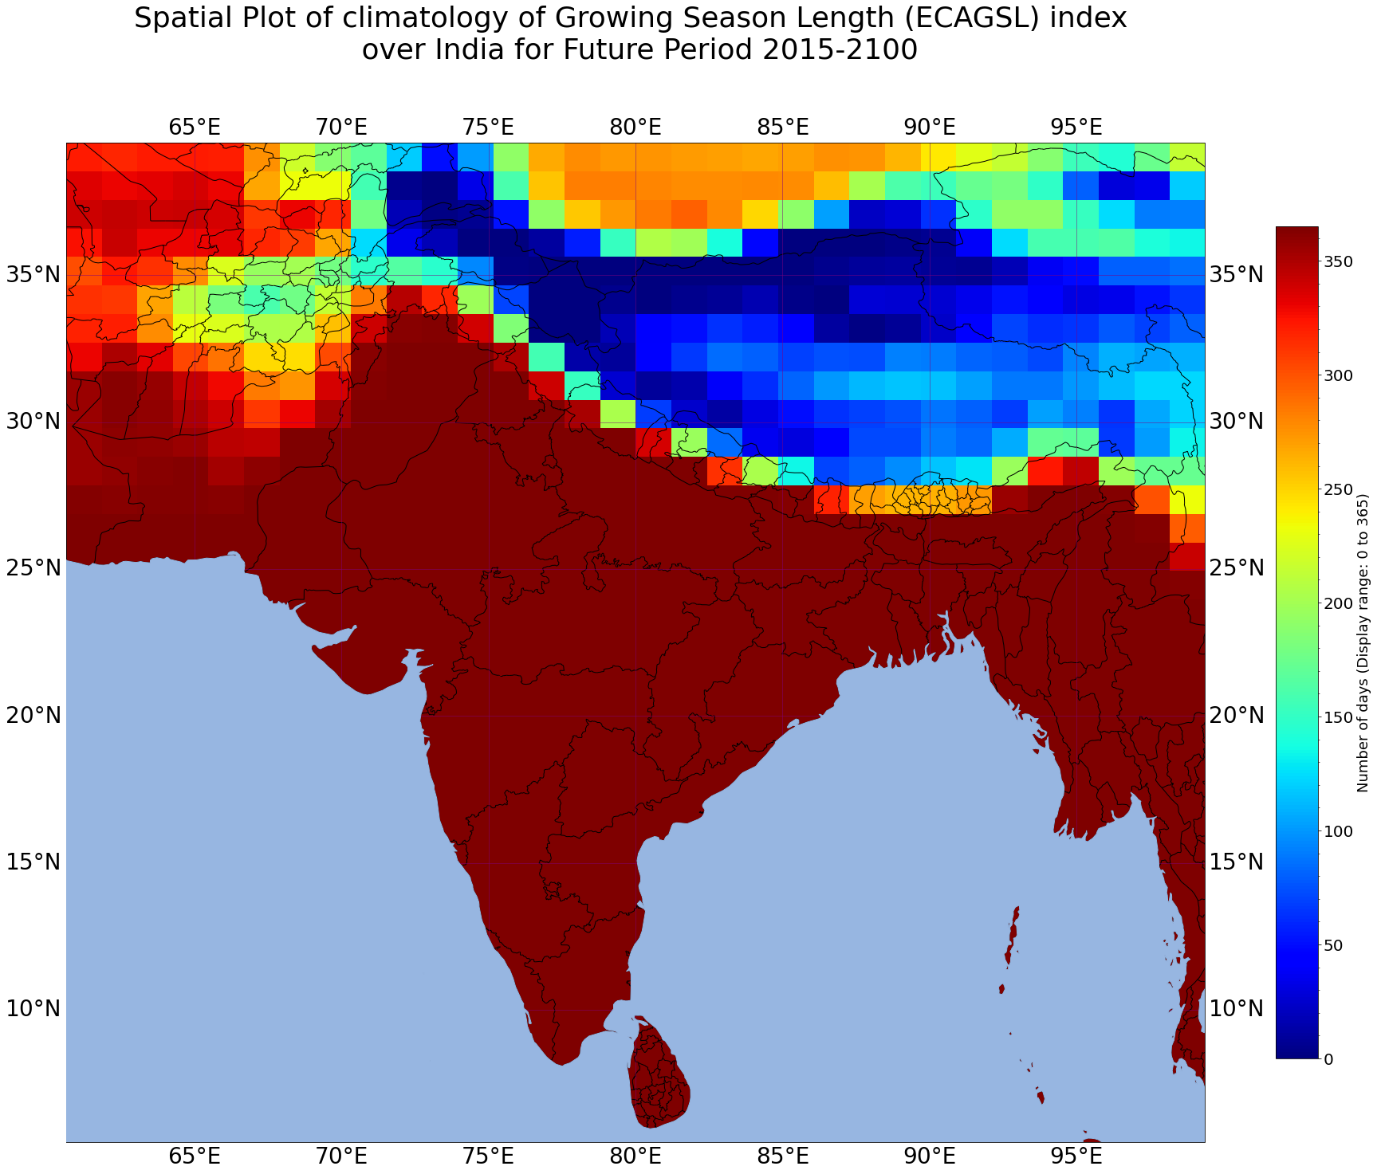 Spatial Plot of climatology of Growing Season Length (ECAGSL) index
over India for Future Period 2015-2100
65°E 70°E 75°E 80°E 85°E 90°E 95°E
35°N 35°N
30°N 30°N
25°N 25°N
20°N 20°N
15°N 15°N
10°N 10°N
65°E 70°E 75°E 80°E 85°E 90°E 95°E
350
300
250
200
150
100
50
0
Number of days (Display range: 0 to 365)